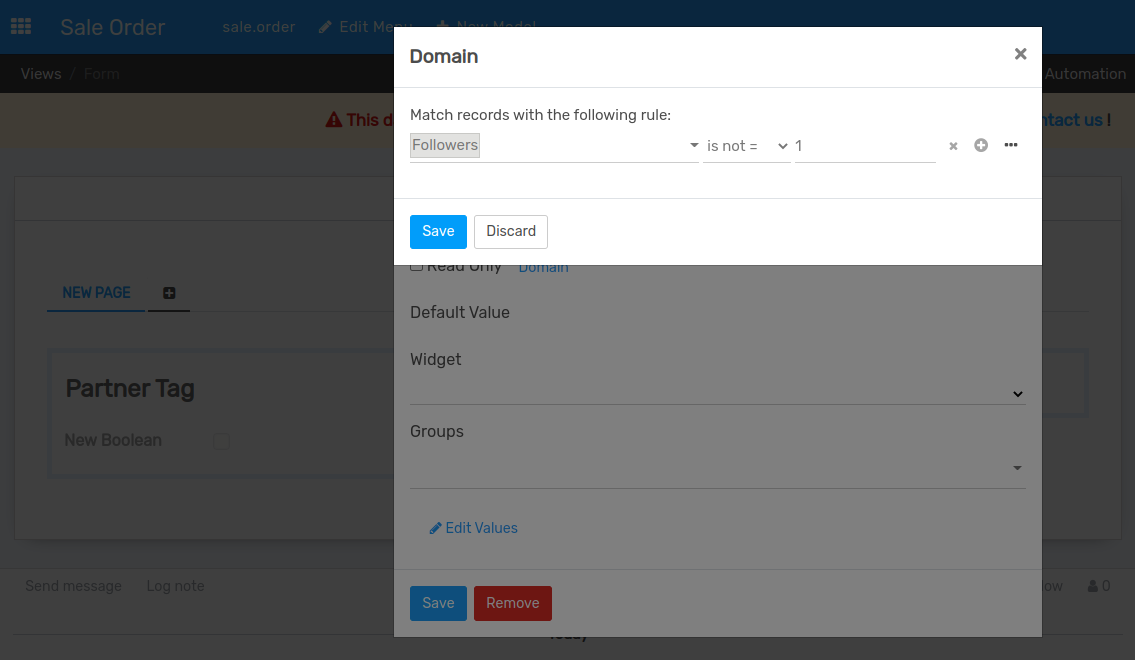 Sale Order
sale.order
Edit Menu
New Model
Views / Form
Automation
This d
ntact us !
Domain
Match records with the following rule:
Followers
is not =
1
Save
Discard
Read Only
Domain
NEW PAGE
Default Value
Widget
Partner Tag
New Boolean
Groups
Edit Values
Send message
Log note
low
0
Save
Remove
Today